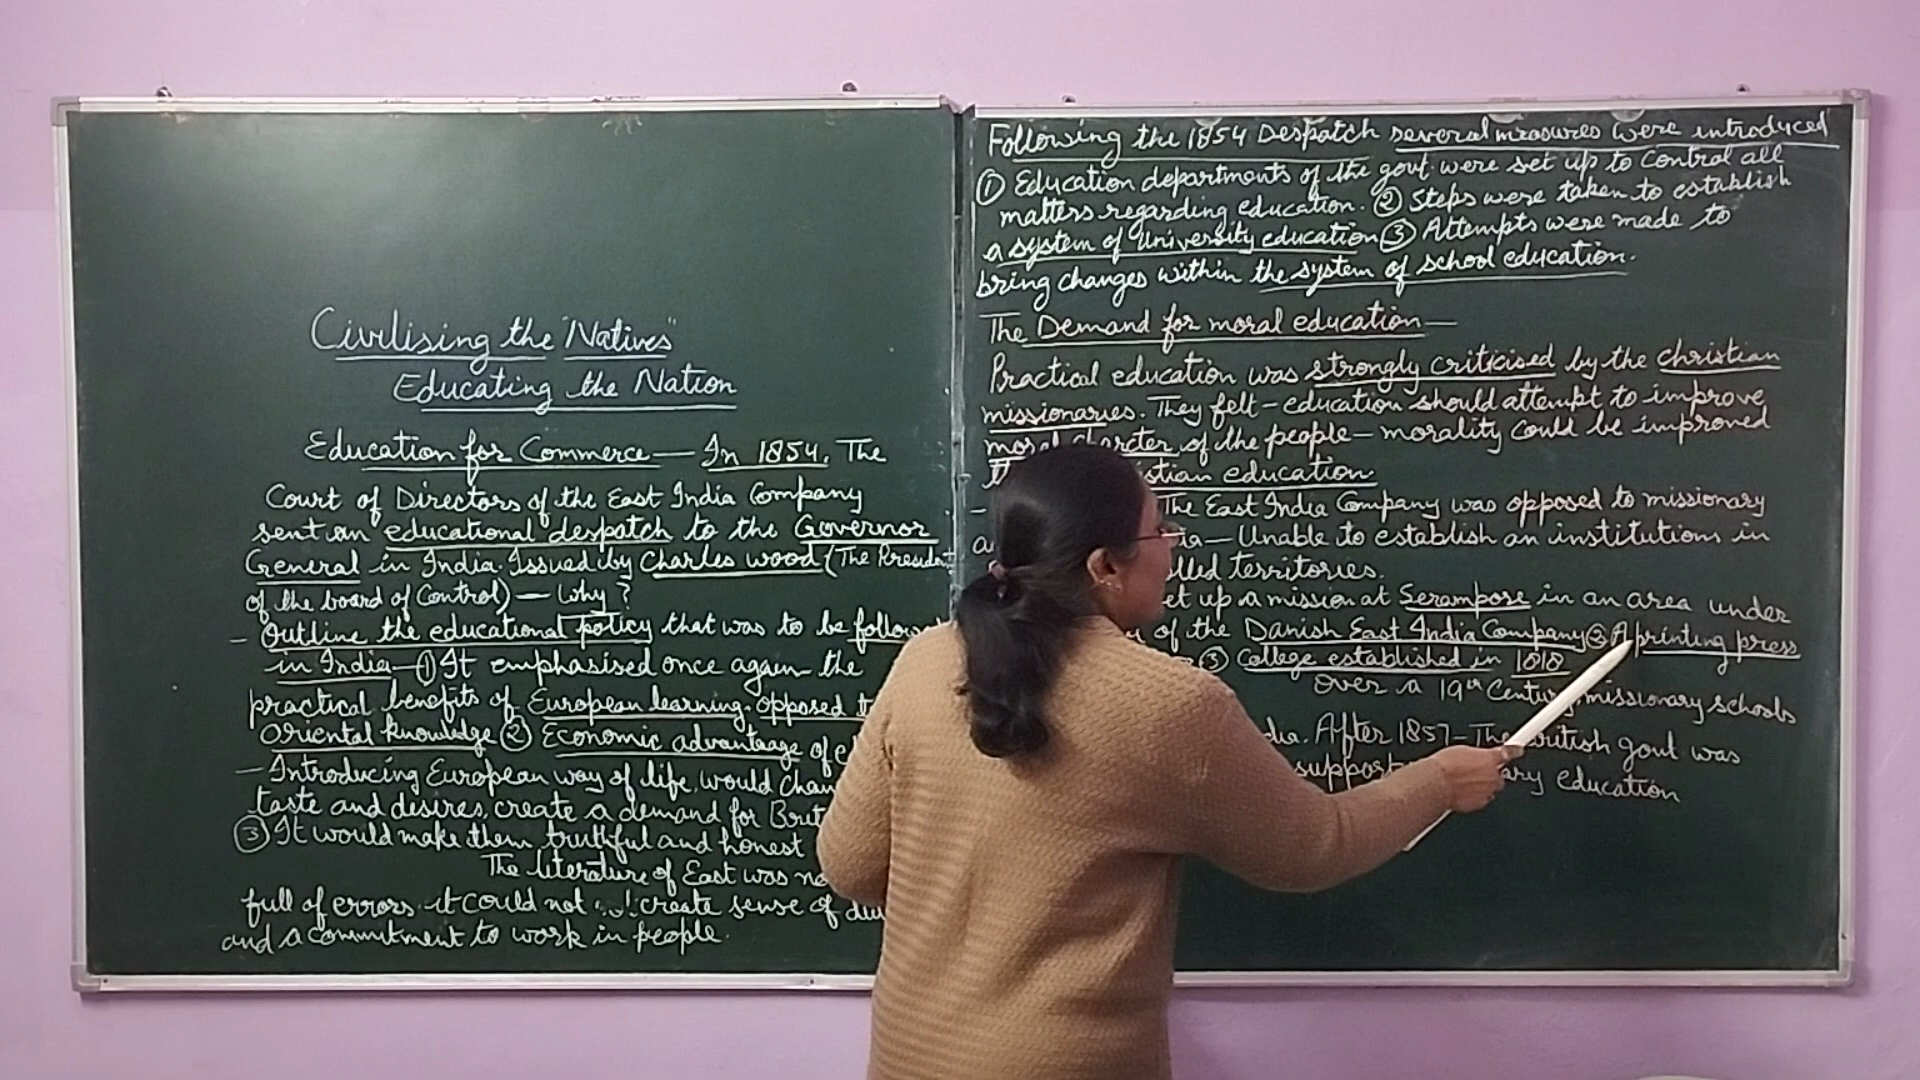 Civilising the "Natives"
Educating the Nation
Education for Commerce — In 1854. The
Court of Directors of the East India Company
sent an educational despatch to the Governor
General in India. Issued by Charles wood (The President
of the board of Control) — Why?
- Outline the educational policy that was to be
in India — ① It emphasised once again the
practical benefits of European learning. opposed
Oriental knowledge ② Economic advantage of
- Introducing European way of life, would
taste and desires, create a demand for
③ It would make them truthful and honest
The literature of East was
full of errors. it could not create sense of
and a commitment to work in people.
Following the 1854 Despatch several measures were introduced
① Education departments of the govt. were set up to control all
matters regarding education. ② Steps were taken to establish
a system of University education ③ Attempts were made to
bring changes within the system of school education.
The Demand for moral education —
Practical education was strongly criticised by the christian
missionaries. They felt - education should attempt to improve
moral charcter of the people - morality could be improved
education
- The East India Company was opposed to missionary
— Unable to establish an institutions in
territories.
set up a mission at Serampore in an area under
of the Danish East India Company ② A printing press
③ College established in 1818
over a 19th Century, missionary schools
After 1857 - The British govt was
education